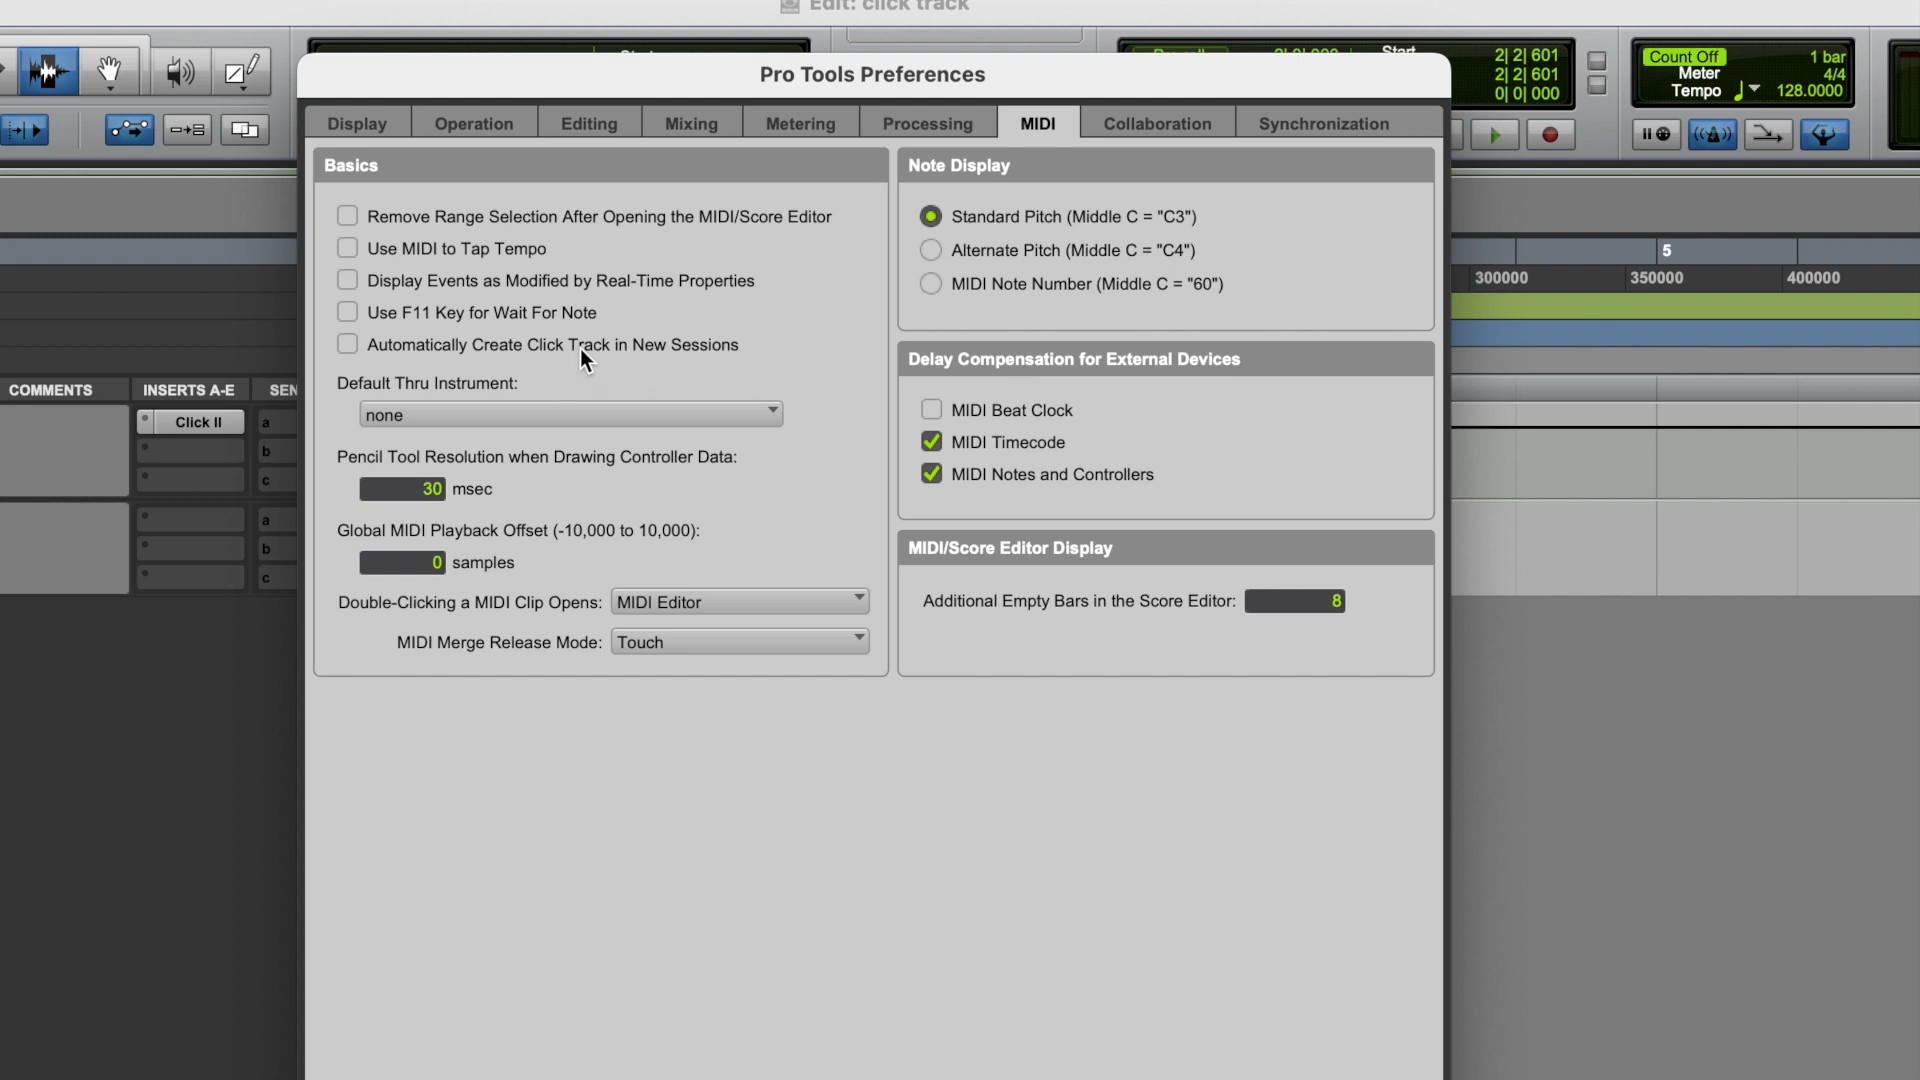 Edit: click track
Pro Tools Preferences
Start
2| 2| 601
2| 2| 601
0| 0| 000
Count Off 1 bar
Meter 4/4
Tempo 128.0000
Display
Operation
Editing
Mixing
Metering
Processing
MIDI
Collaboration
Synchronization
Basics
Remove Range Selection After Opening the MIDI/Score Editor
Use MIDI to Tap Tempo
Display Events as Modified by Real-Time Properties
Use F11 Key for Wait For Note
Automatically Create Click Track in New Sessions
Default Thru Instrument:
none
Pencil Tool Resolution when Drawing Controller Data:
30 msec
Global MIDI Playback Offset (-10,000 to 10,000):
0 samples
Double-Clicking a MIDI Clip Opens: MIDI Editor
MIDI Merge Release Mode: Touch
Note Display
Standard Pitch (Middle C = "C3")
Alternate Pitch (Middle C = "C4")
MIDI Note Number (Middle C = "60")
Delay Compensation for External Devices
MIDI Beat Clock
MIDI Timecode
MIDI Notes and Controllers
MIDI/Score Editor Display
Additional Empty Bars in the Score Editor: 8
5
300000
350000
400000
COMMENTS
INSERTS A-E
SEN
Click II
a
b
c
a
b
c